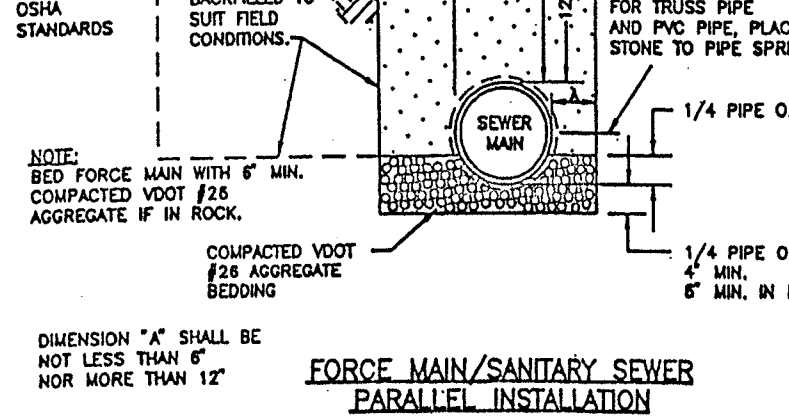 OSHA
STANDARDS
BACKFILLED TO
SUIT FIELD
CONDITIONS.
12"
FOR TRUSS PIPE
AND PVC PIPE, PLAC
STONE TO PIPE SPRI
A
SEWER
MAIN
1/4 PIPE O.
NOTE:
BED FORCE MAIN WITH 6" MIN.
COMPACTED VDOT #26
AGGREGATE IF IN ROCK.
COMPACTED VDOT
#26 AGGREGATE
BEDDING
1/4 PIPE O
4" MIN.
6" MIN. IN
DIMENSION "A" SHALL BE
NOT LESS THAN 6"
NOR MORE THAN 12"
FORCE MAIN/SANITARY SEWER
PARALLEL INSTALLATION